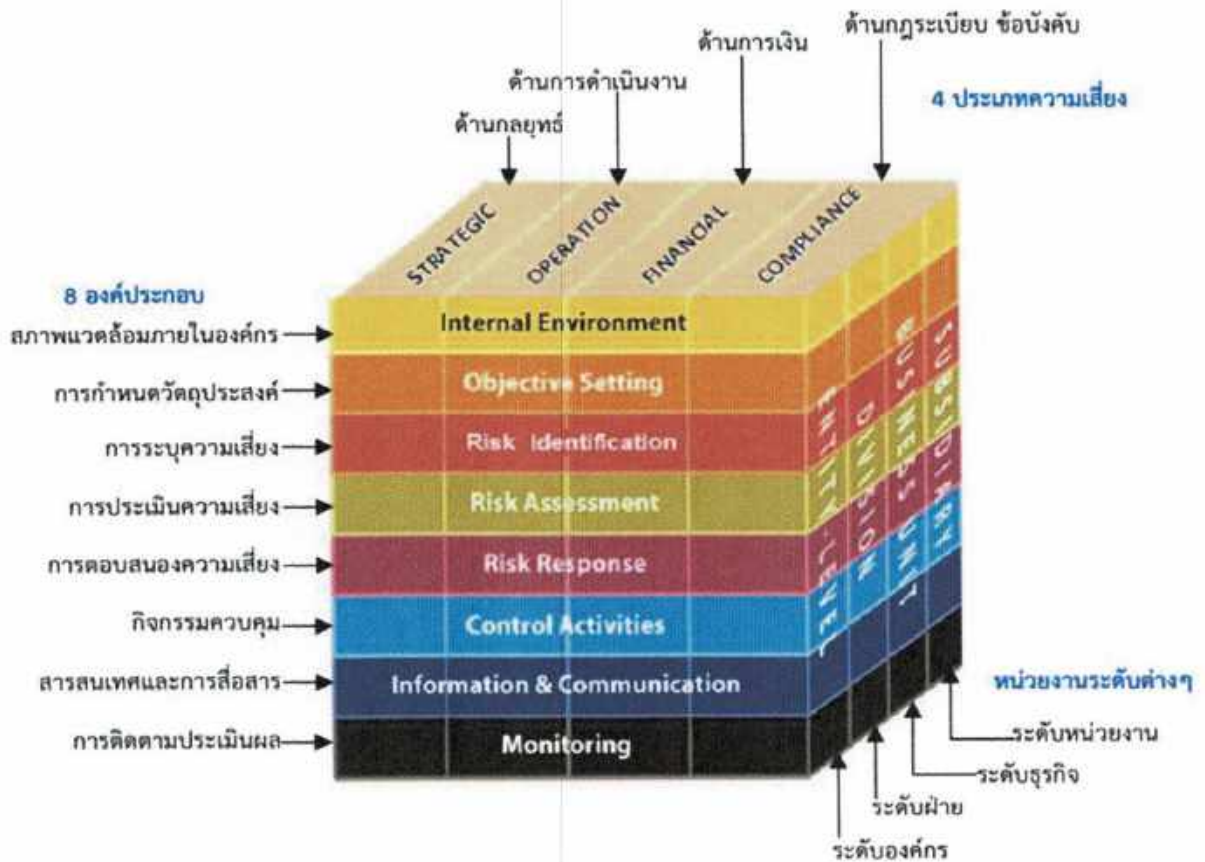 ด้านกฎระเบียบ ข้อบังคับ
ด้านการเงิน
ด้านการดำเนินงาน
4 ประเภทความเสี่ยง
ด้านกลยุทธ์
STRATEGIC
OPERATION
FINANCIAL
COMPLIANCE
8 องค์ประกอบ
สภาพแวดล้อมภายในองค์กร
Internal Environment
การกำหนดวัตถุประสงค์
Objective Setting
การระบุความเสี่ยง
Risk Identification
การประเมินความเสี่ยง
Risk Assessment
การตอบสนองความเสี่ยง
Risk Response
กิจกรรมควบคุม
Control Activities
สารสนเทศและการสื่อสาร
Information & Communication
การติดตามประเมินผล
Monitoring
ENTITY-LEVEL
DIVISION
BUSINESS UNIT
SUBSIDIARY
หน่วยงานระดับต่างๆ
ระดับหน่วยงาน
ระดับธุรกิจ
ระดับฝ่าย
ระดับองค์กร